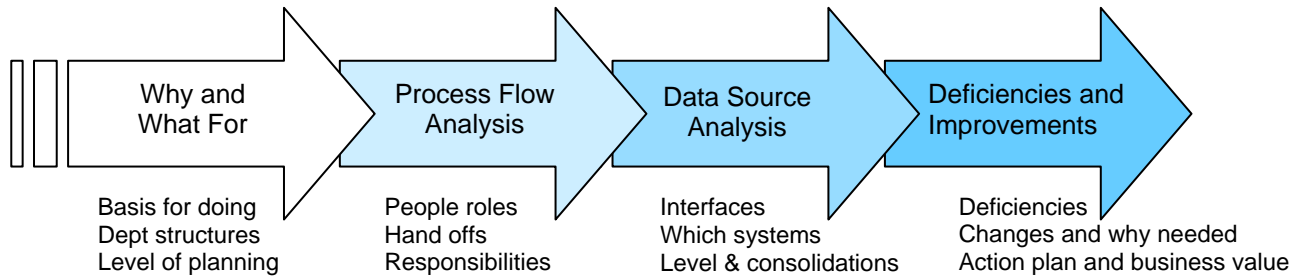 Why and
What For
Process Flow
Analysis
Data Source
Analysis
Deficiencies and
Improvements
Basis for doing
Dept structures
Level of planning
People roles
Hand offs
Responsibilities
Interfaces
Which systems
Level & consolidations
Deficiencies
Changes and why needed
Action plan and business value